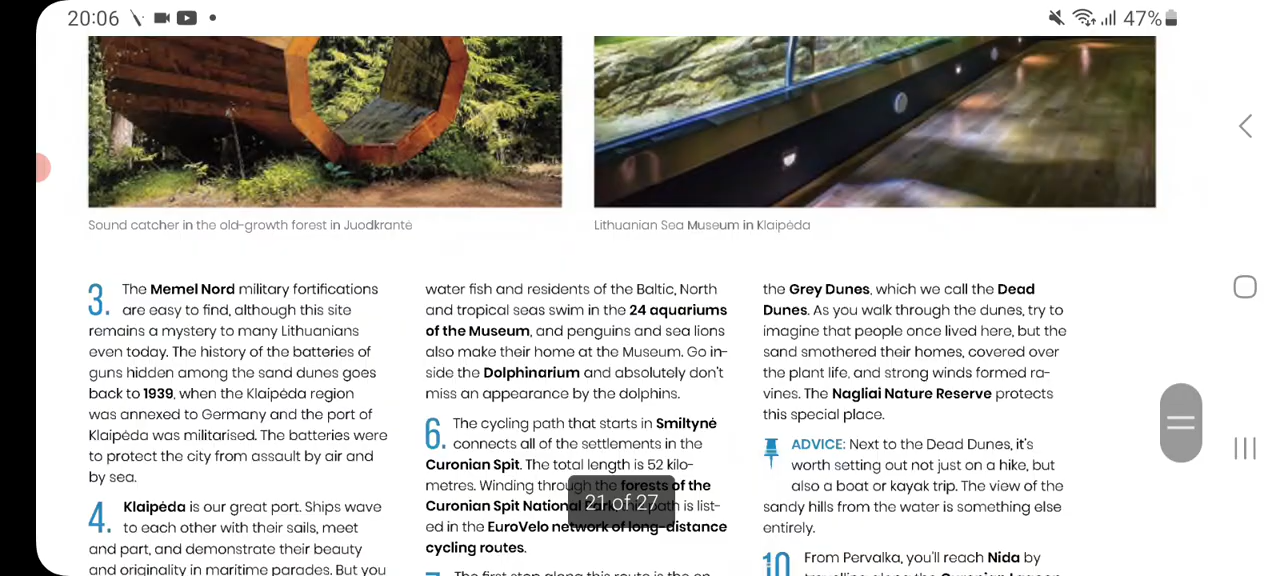 20:06
47%
Sound catcher in the old-growth forest in Juodkrantė
Lithuanian Sea Museum in Klaipėda
3. The Memel Nord military fortifications
are easy to find, although this site
remains a mystery to many Lithuanians
even today. The history of the batteries of
guns hidden among the sand dunes goes
back to 1939, when the Klaipėda region
was annexed to Germany and the port of
Klaipėda was militarised. The batteries were
to protect the city from assault by air and
by sea.
4. Klaipėda is our great port. Ships wave
to each other with their sails, meet
and part, and demonstrate their beauty
and originality in maritime parades. But you
water fish and residents of the Baltic, North
and tropical seas swim in the 24 aquariums
of the Museum, and penguins and sea lions
also make their home at the Museum. Go in-
side the Dolphinarium and absolutely don't
miss an appearance by the dolphins.
6. The cycling path that starts in Smiltynė
connects all of the settlements in the
Curonian Spit. The total length is 52 kilo-
metres. Winding through the forests of the
Curonian Spit National path is list-
ed in the EuroVelo network of long-distance
cycling routes.
21 of 27
The first stop along this route is the
the Grey Dunes, which we call the Dead
Dunes. As you walk through the dunes, try to
imagine that people once lived here, but the
sand smothered their homes, covered over
the plant life, and strong winds formed ra-
vines. The Nagliai Nature Reserve protects
this special place.
ADVICE: Next to the Dead Dunes, it's
worth setting out not just on a hike, but
also a boat or kayak trip. The view of the
sandy hills from the water is something else
entirely.
10 From Pervalka, you'll reach Nida by
travelling along the Curonian Lagoon